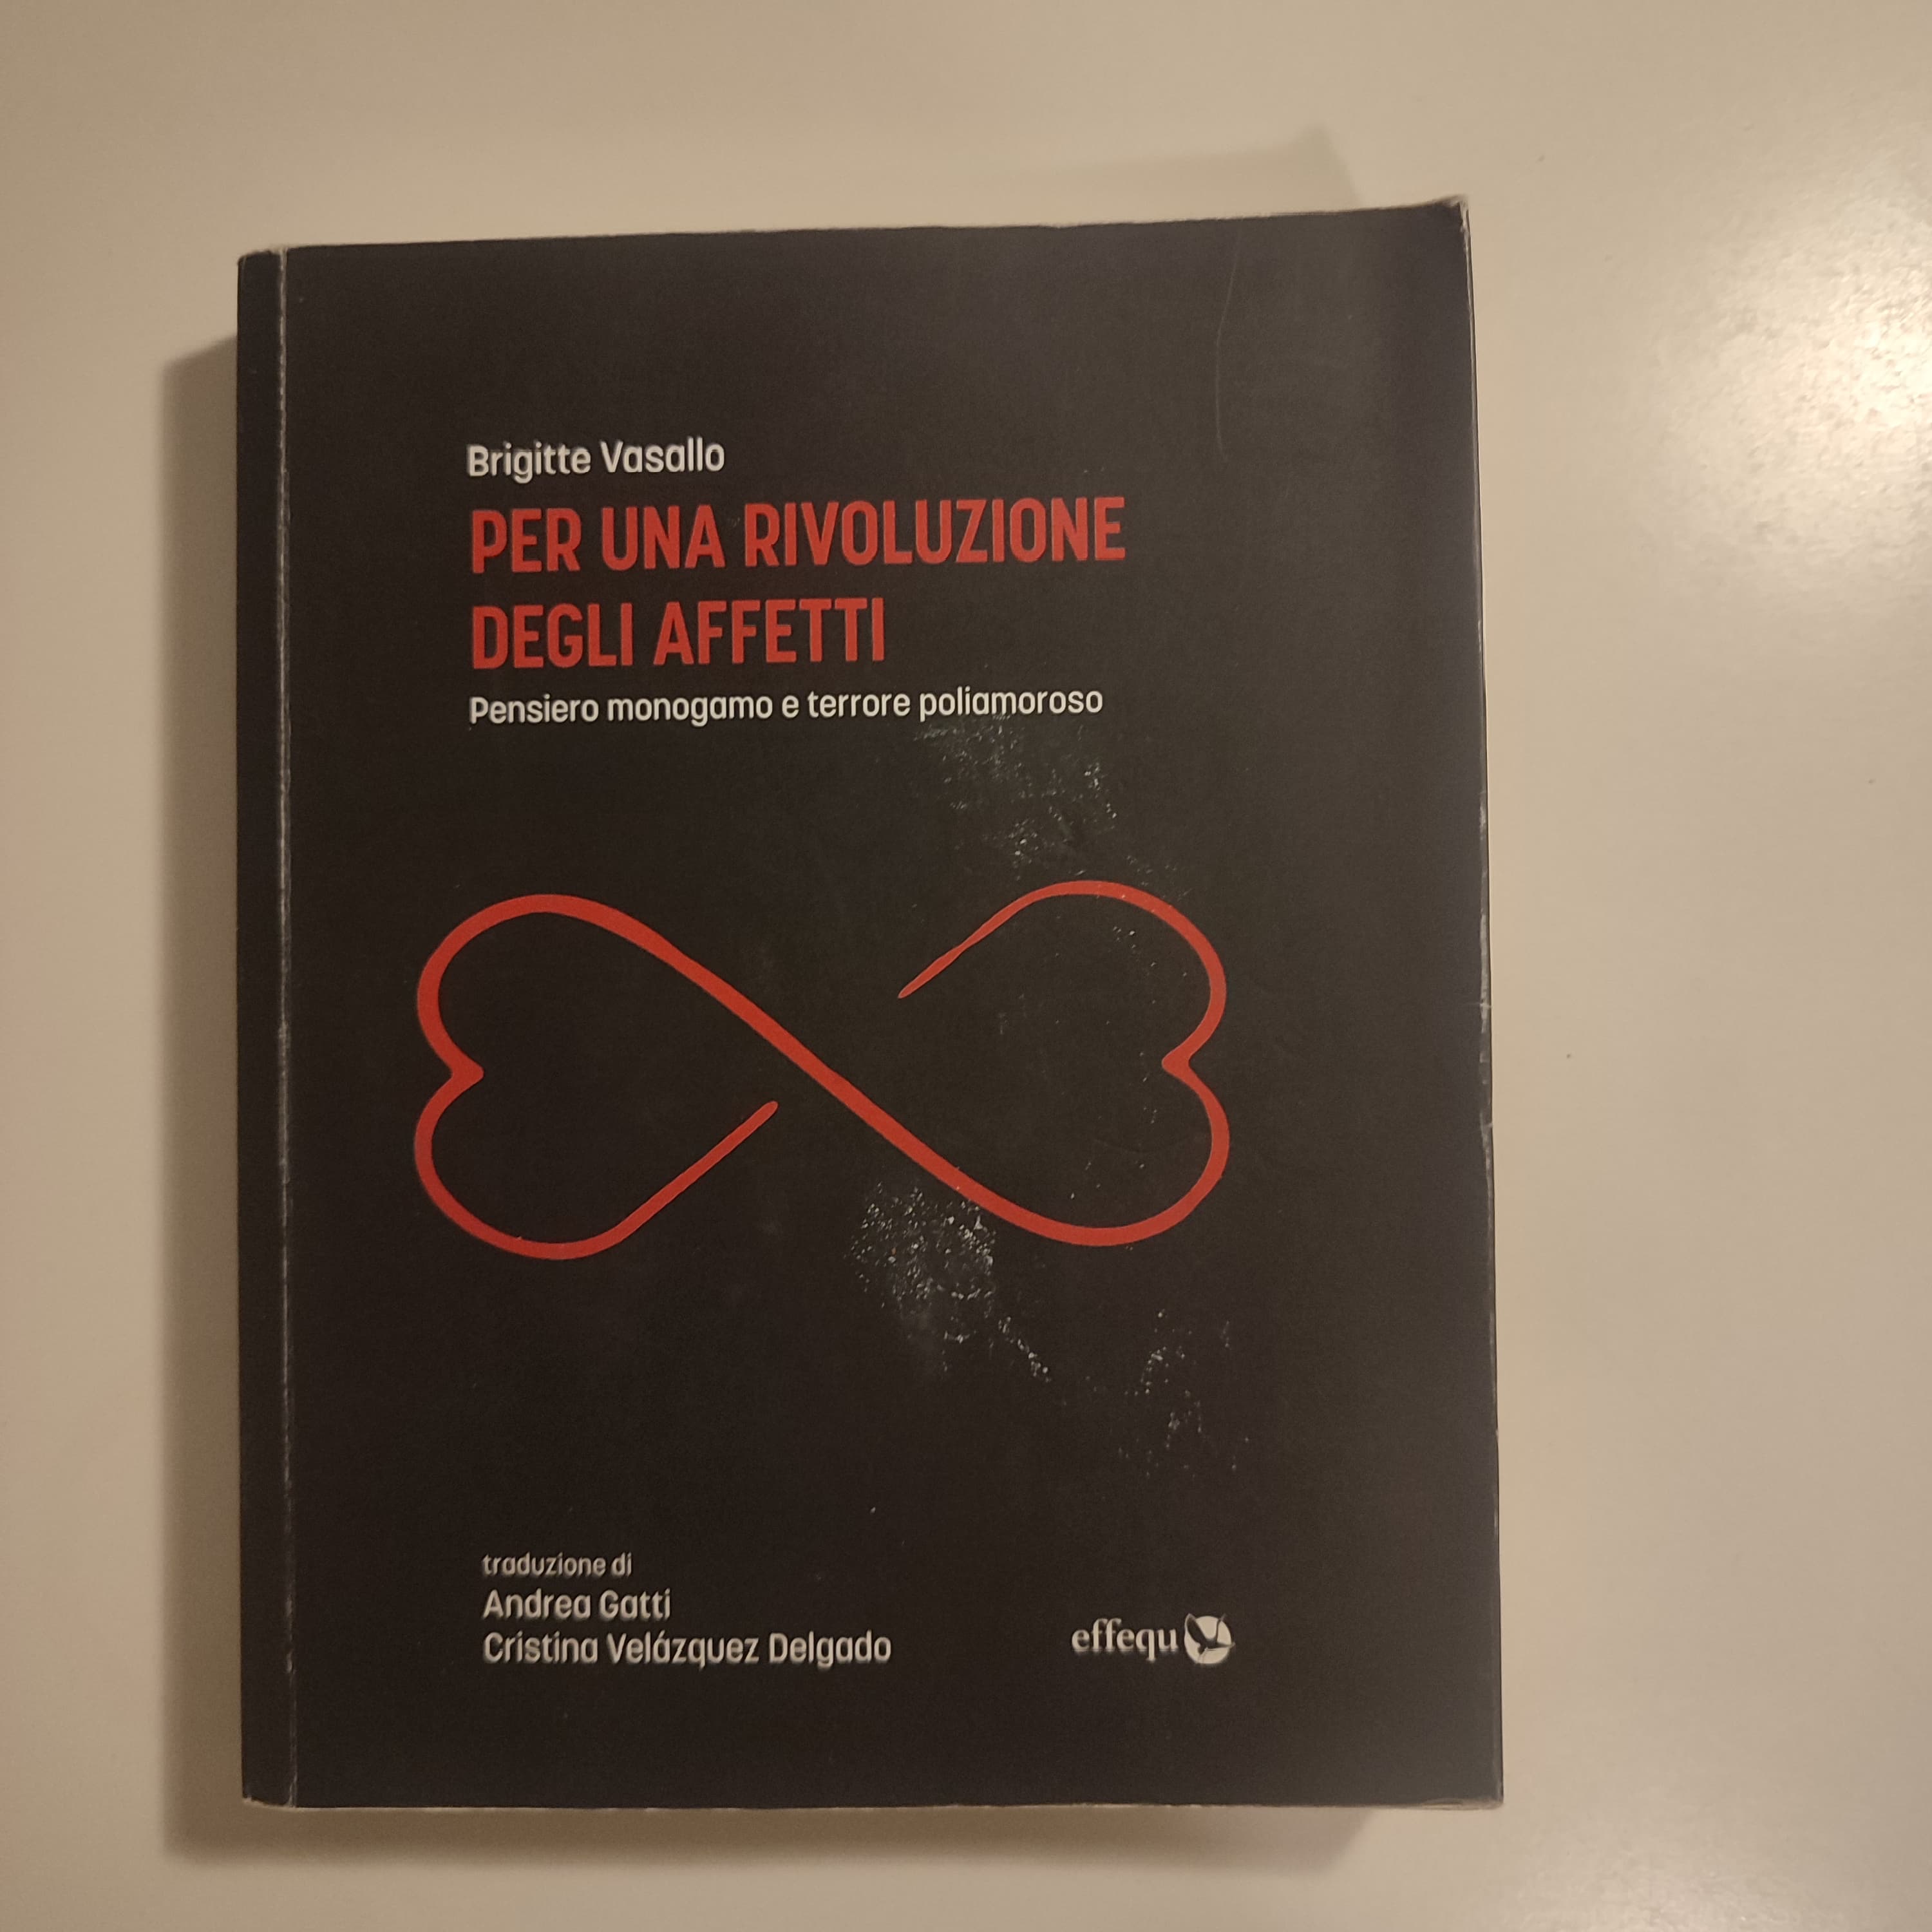 Brigitte Vasallo
PER UNA RIVOLUZIONE
DEGLI AFFETTI
Pensiero monogamo e terrore poliamoroso
traduzione di
Andrea Gatti
Cristina Velázquez Delgado
effequ